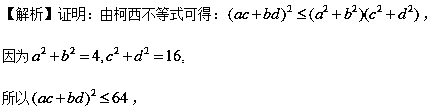 【解析】证明：由柯西不等式可得：(ac+bd)²≤(a²+b²)(c²+d²)，
因为a²+b²=4,c²+d²=16,
所以(ac+bd)²≤64，